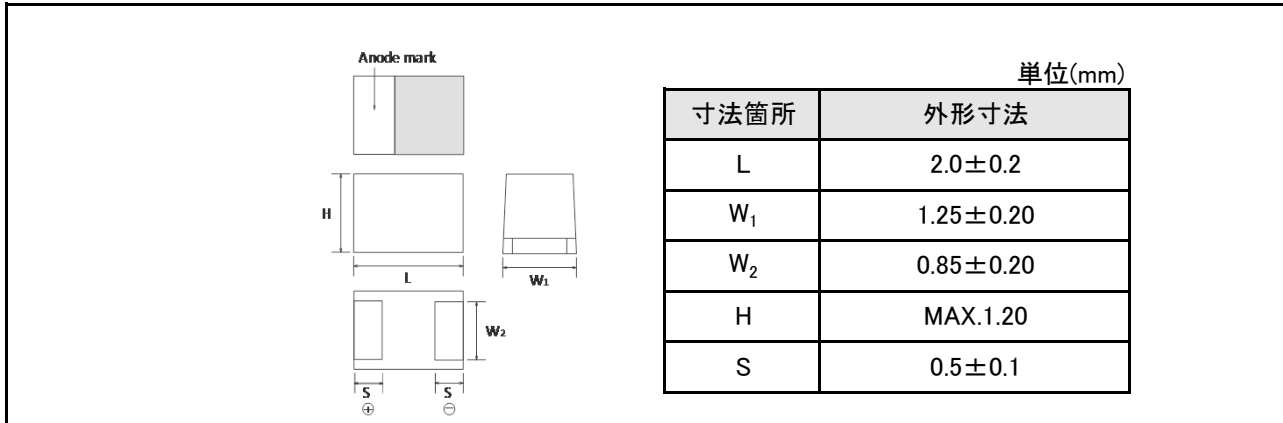 Anode mark
H
L
W₁
W₂
S S
⊕ ⊖
単位(mm)
寸法箇所 外形寸法
L 2.0±0.2
W₁ 1.25±0.20
W₂ 0.85±0.20
H MAX.1.20
S 0.5±0.1